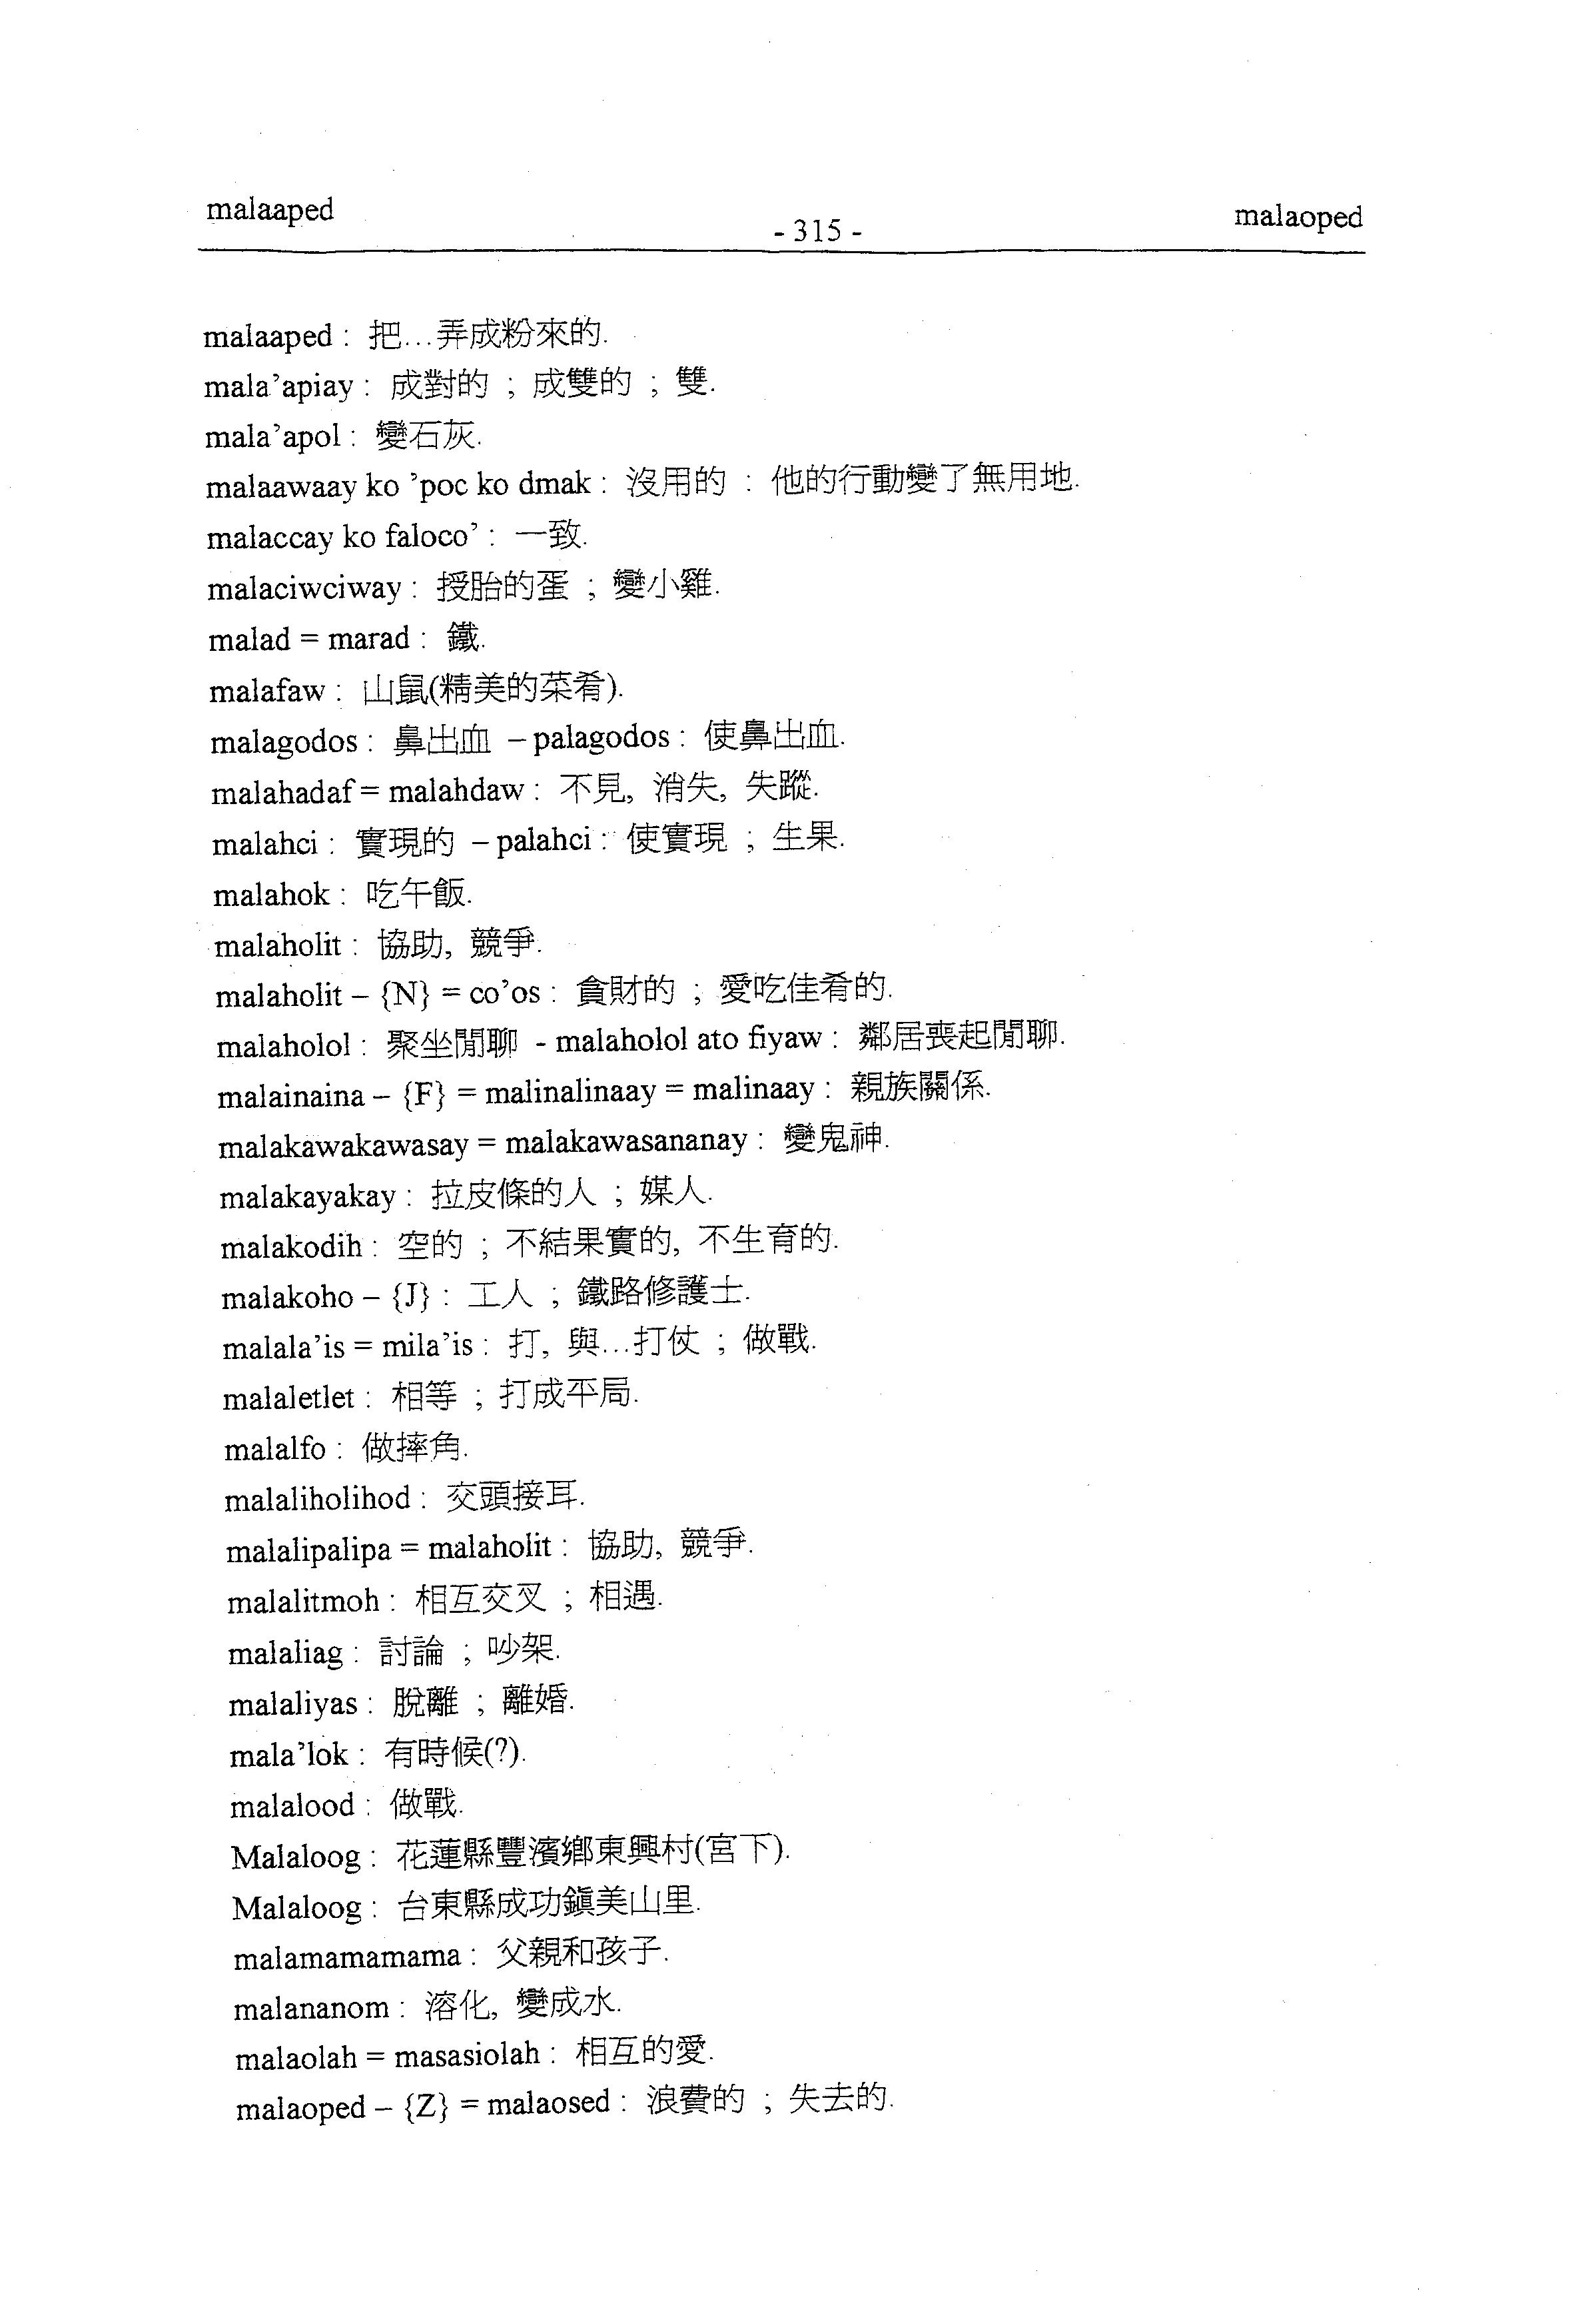 malaaped
- 315 -
malaoped
malaaped : 把...弄成粉來的.
mala’apiay : 成對的 ; 成雙的 ; 雙.
mala’apol : 變石灰.
malaawaay ko ’poc ko dmak : 沒用的 : 他的行動變了無用地.
malaccay ko faloco’ : 一致.
malaciwciway : 授胎的蛋 ; 變小雞.
malad = marad : 鐵.
malafaw : 山鼠(精美的菜肴).
malagodos : 鼻出血 – palagodos : 使鼻出血.
malahadaf = malahdaw : 不見, 消失, 失蹤.
malahci : 實現的 – palahci : 使實現 ; 生果.
malahok : 吃午飯.
malaholit : 協助, 競爭.
malaholit – {N} = co’os : 貪財的 ; 愛吃佳肴的.
malaholol : 聚坐閒聊 - malaholol ato fiyaw : 鄰居喪起閒聊.
malainaina – {F} = malinalinaay = malinaay : 親族關係.
malakawakawasay = malakawasananay : 變鬼神.
malakayakay : 拉皮條的人 ; 媒人.
malakodih : 空的 ; 不結果實的, 不生育的.
malakoho – {J} : 工人 ; 鐵路修護士.
malala’is = mila’is : 打, 與...打仗 ; 做戰.
malaletlet : 相等 ; 打成平局.
malalfo : 做摔角.
malaliholihod : 交頭接耳.
malalipalipa = malaholit : 協助, 競爭.
malalitmoh : 相互交叉 ; 相遇.
malaliag : 討論 ; 吵架.
malaliyas : 脫離 ; 離婚.
mala’lok : 有時候(?).
malalood : 做戰.
Malaloog : 花蓮縣豐濱鄉東興村(宮下).
Malaloog : 台東縣成功鎮美山里.
malamamamama : 父親和孩子.
malananom : 溶化, 變成水.
malaolah = masasiolah : 相互的愛.
malaoped – {Z} = malaosed : 浪費的 ; 失去的.